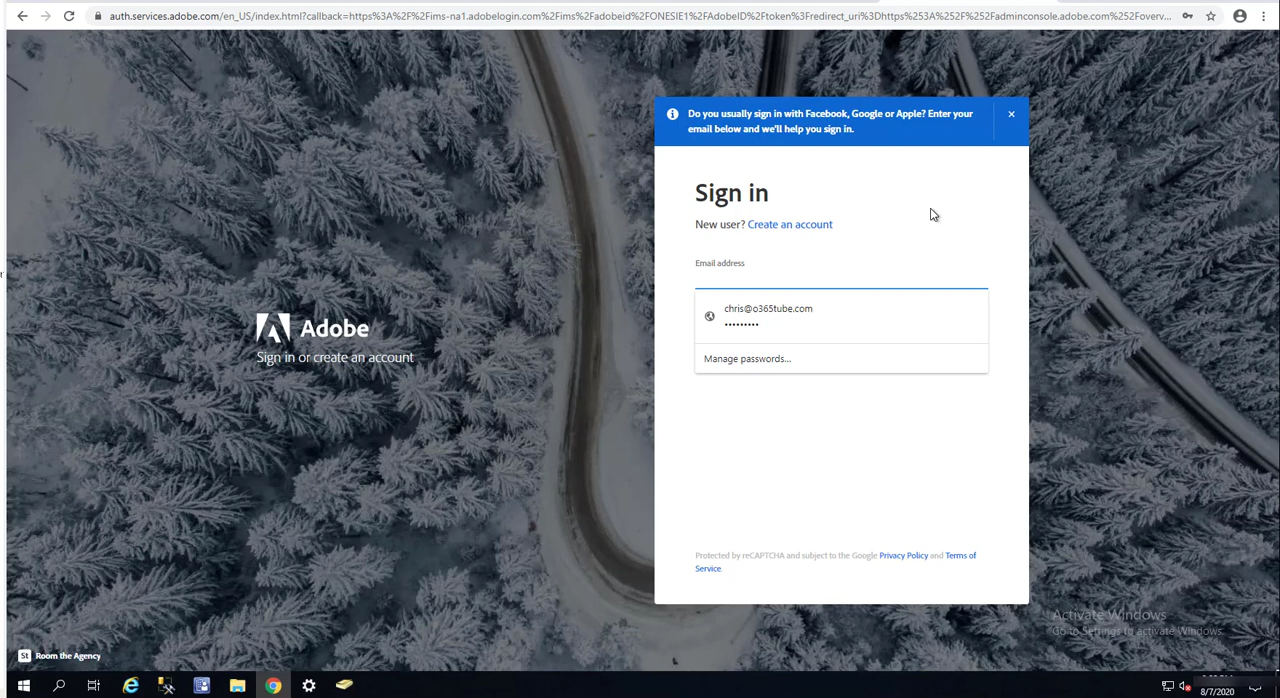 auth.services.adobe.com/en_US/index.html?callback=https%3A%2F%2Fims-na1.adobelogin.com%2Fims%2Fadobeid%2FONESIE1%2FAdobeID%2Ftoken%3Fredirect_uri%3Dhttps%253A%252F%252Fadminconsole.adobe.com%252Foverv...
Do you usually sign in with Facebook, Google or Apple? Enter your
email below and we'll help you sign in.
Sign in
New user? Create an account
Email address
chris@o365tube.com
•••••••••
Manage passwords...
Adobe
Sign in or create an account
Protected by reCAPTCHA and subject to the Google Privacy Policy and Terms of
Service.
Activate Windows
Go to Settings to activate Windows.
St Room the Agency
8/7/2020